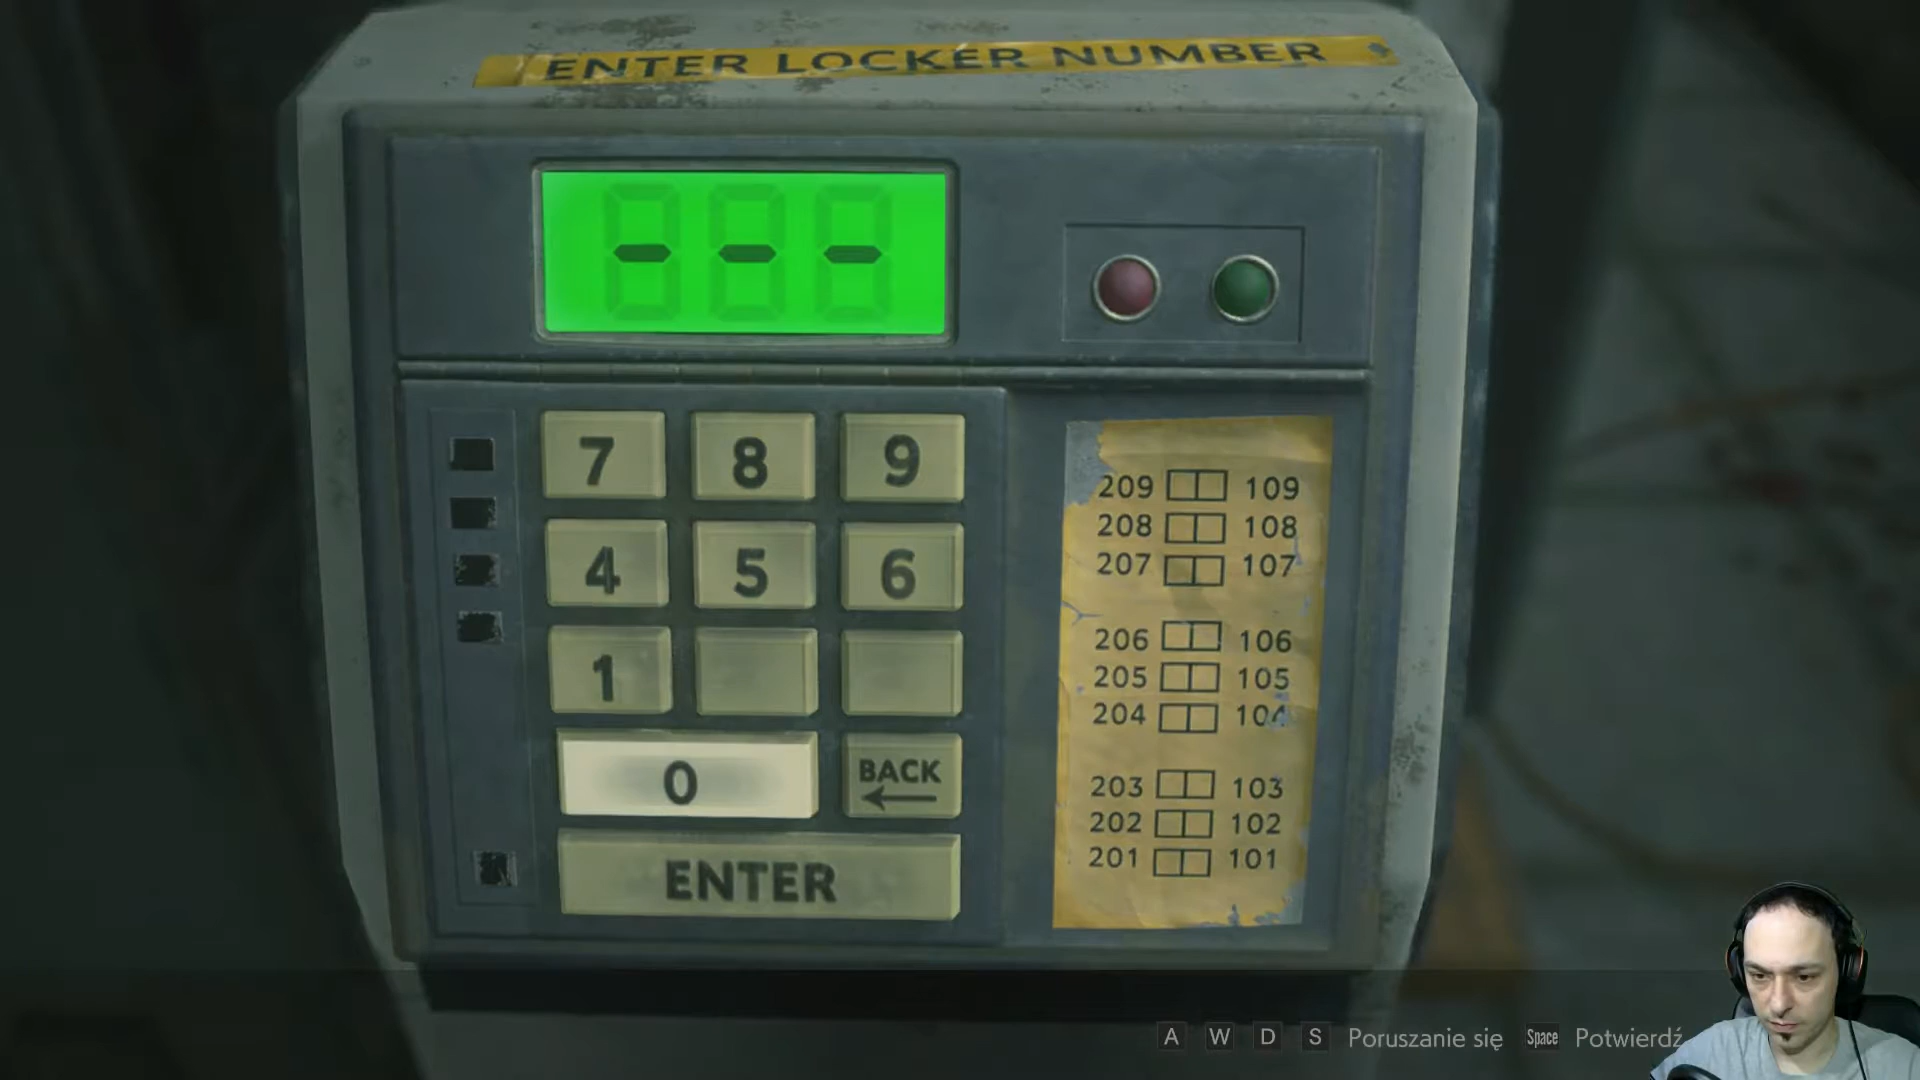 ENTER LOCKER NUMBER
- - -
7 8 9
4 5 6
1
0 BACK
ENTER
209 109
208 108
207 107
206 106
205 105
204 104
203 103
202 102
201 101
A W D S Poruszanie się Space Potwierdź